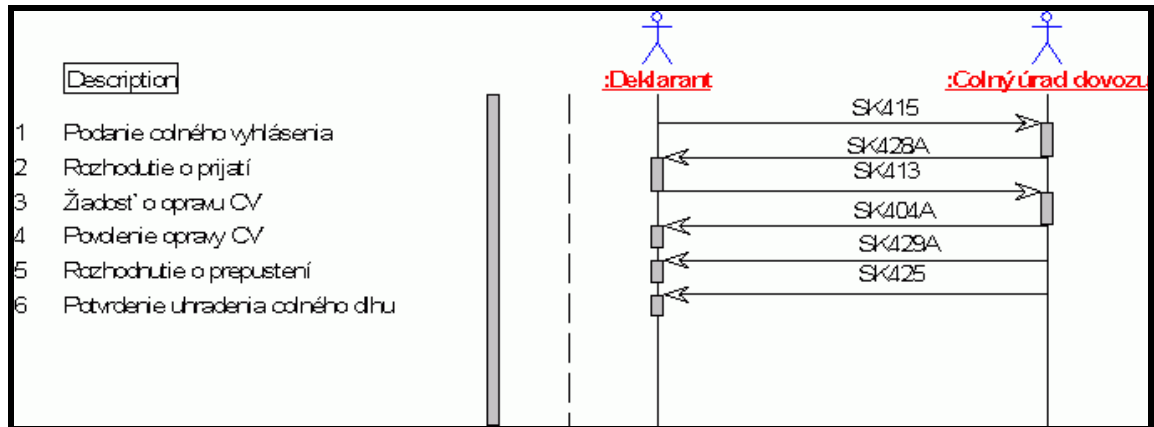 Description
:Deklarant
:Colný úrad dovozu
1 Podanie colného vyhlásenia
SK415
2 Rozhodutie o prijatí
SK428A
3 Žiadosť o opravu CV
SK413
4 Povolenie opravy CV
SK404A
5 Rozhodnutie o prepustení
SK429A
6 Potvrdenie uhradenia colného dlhu
SK425